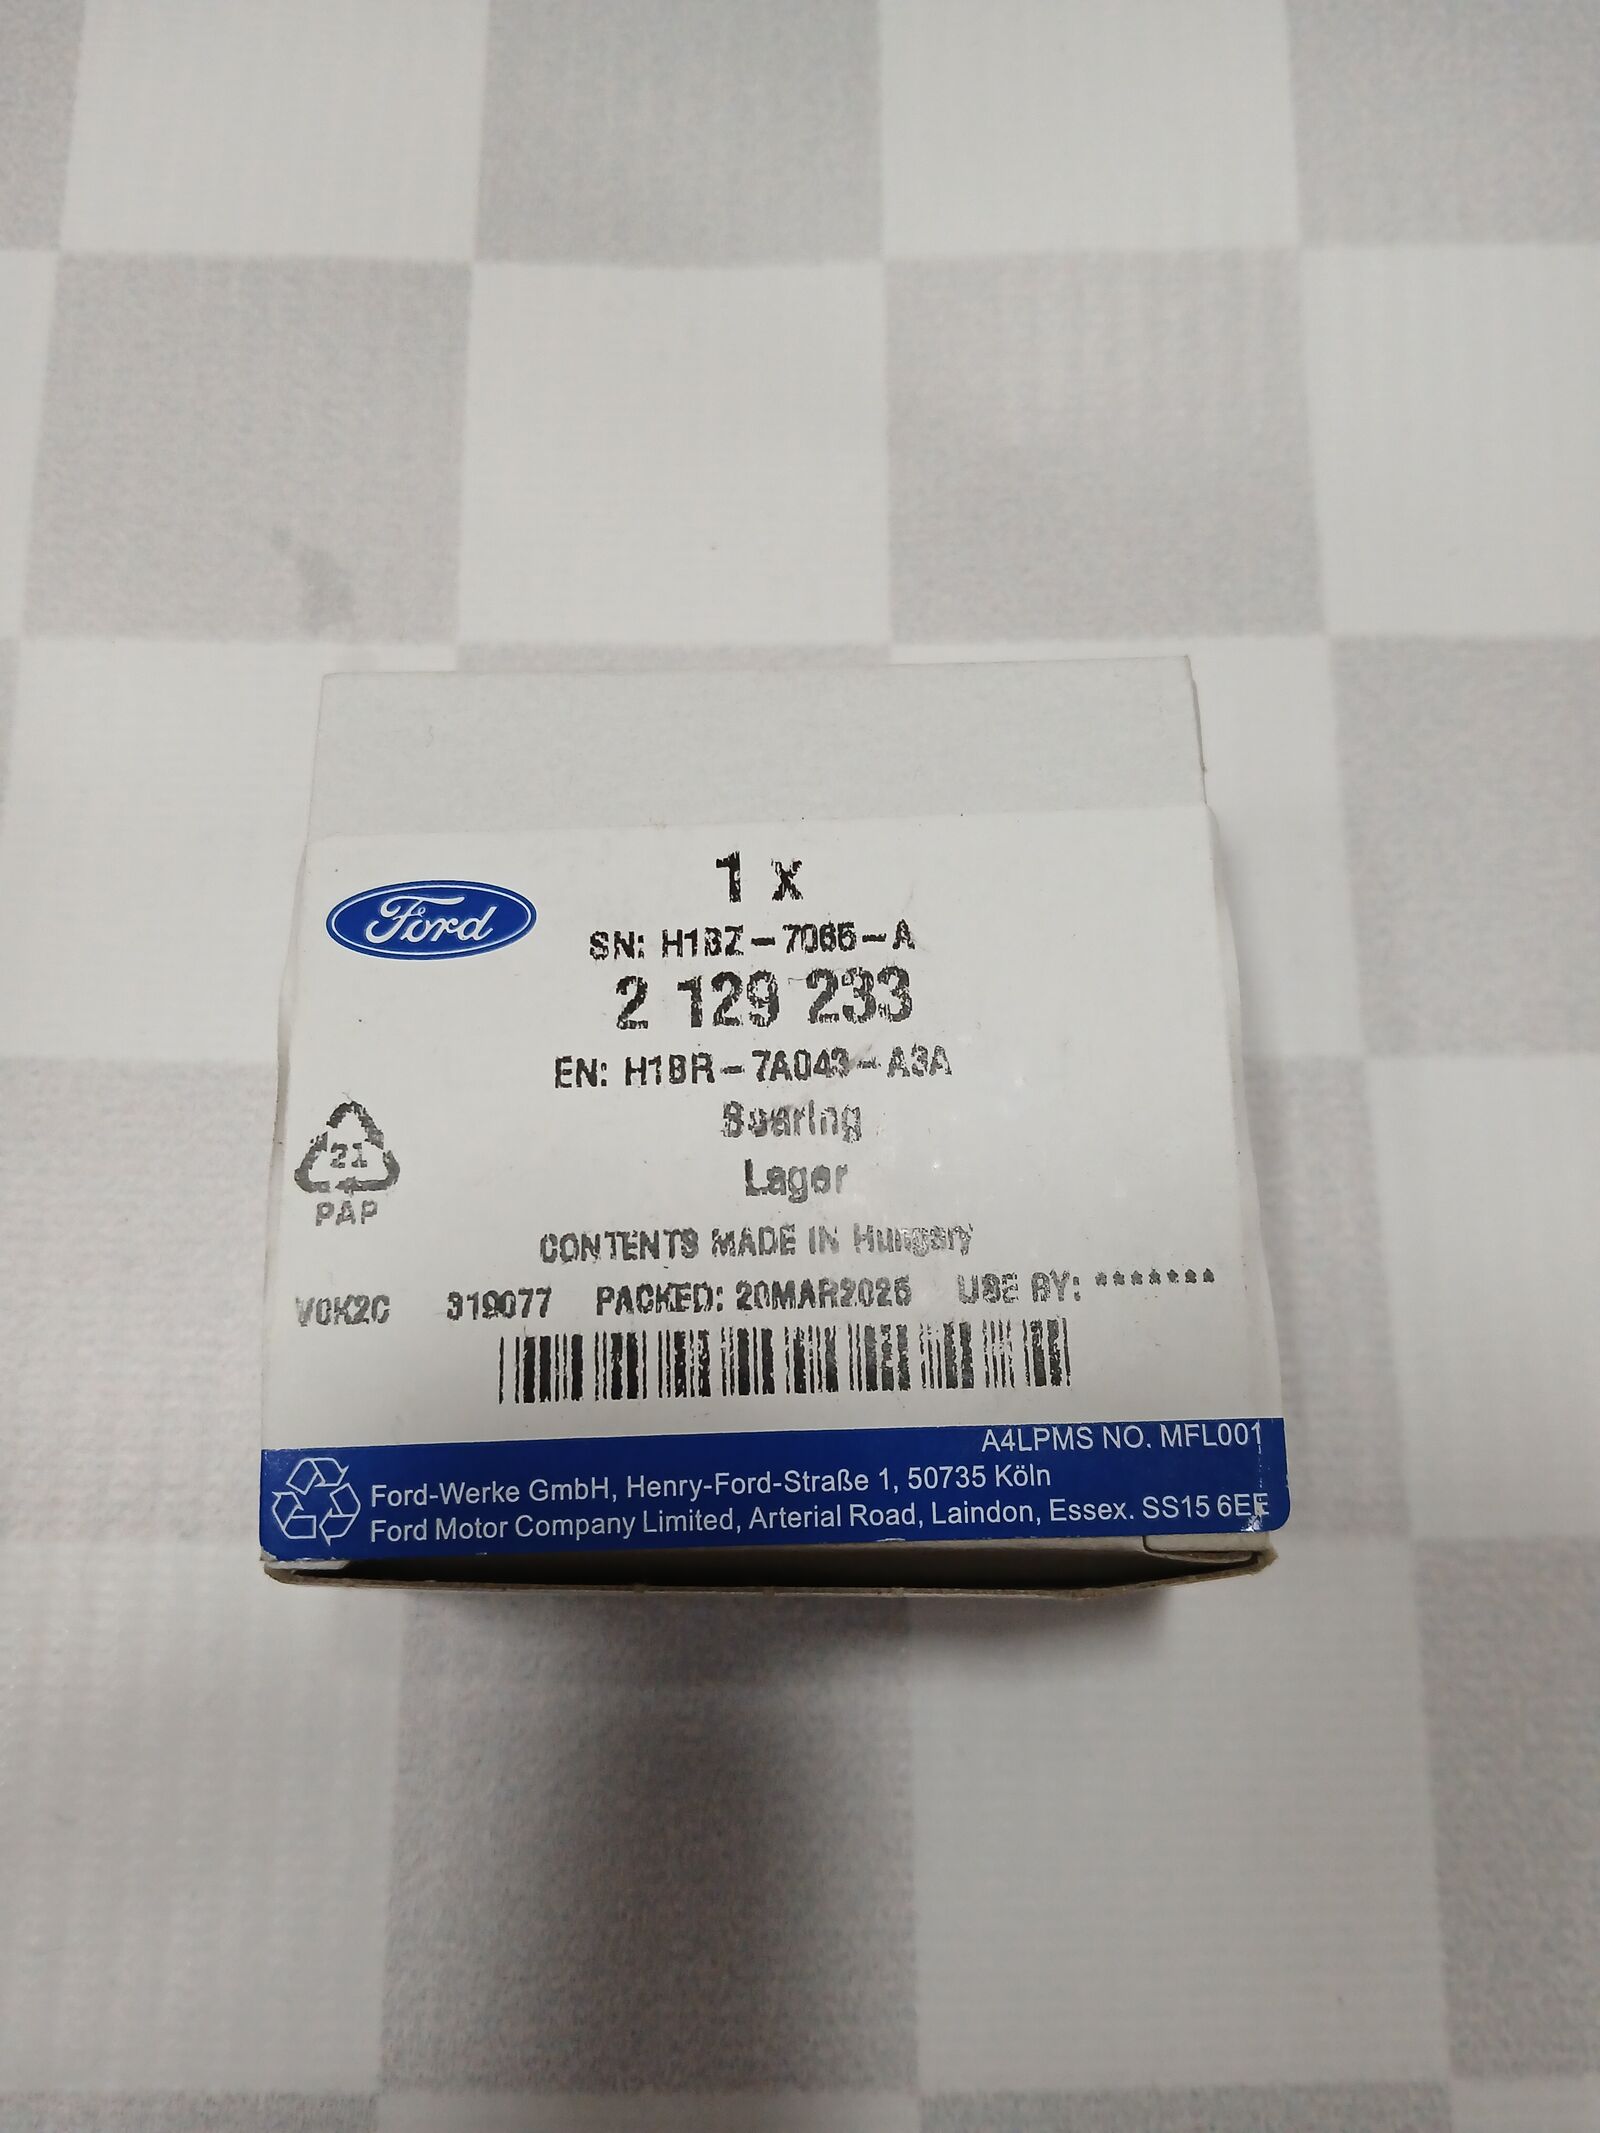 Ford
1 x
SN: H1BZ-7065-A
2 129 233
EN: H1BR-7A043-A3A
Bearing
Lager
21
PAP
CONTENTS MADE IN Hungary
V0K2C 319077 PACKED: 20MAR2025 USE BY: *******
A4LPMS NO. MFL001
Ford-Werke GmbH, Henry-Ford-Straße 1, 50735 Köln
Ford Motor Company Limited, Arterial Road, Laindon, Essex. SS15 6EE